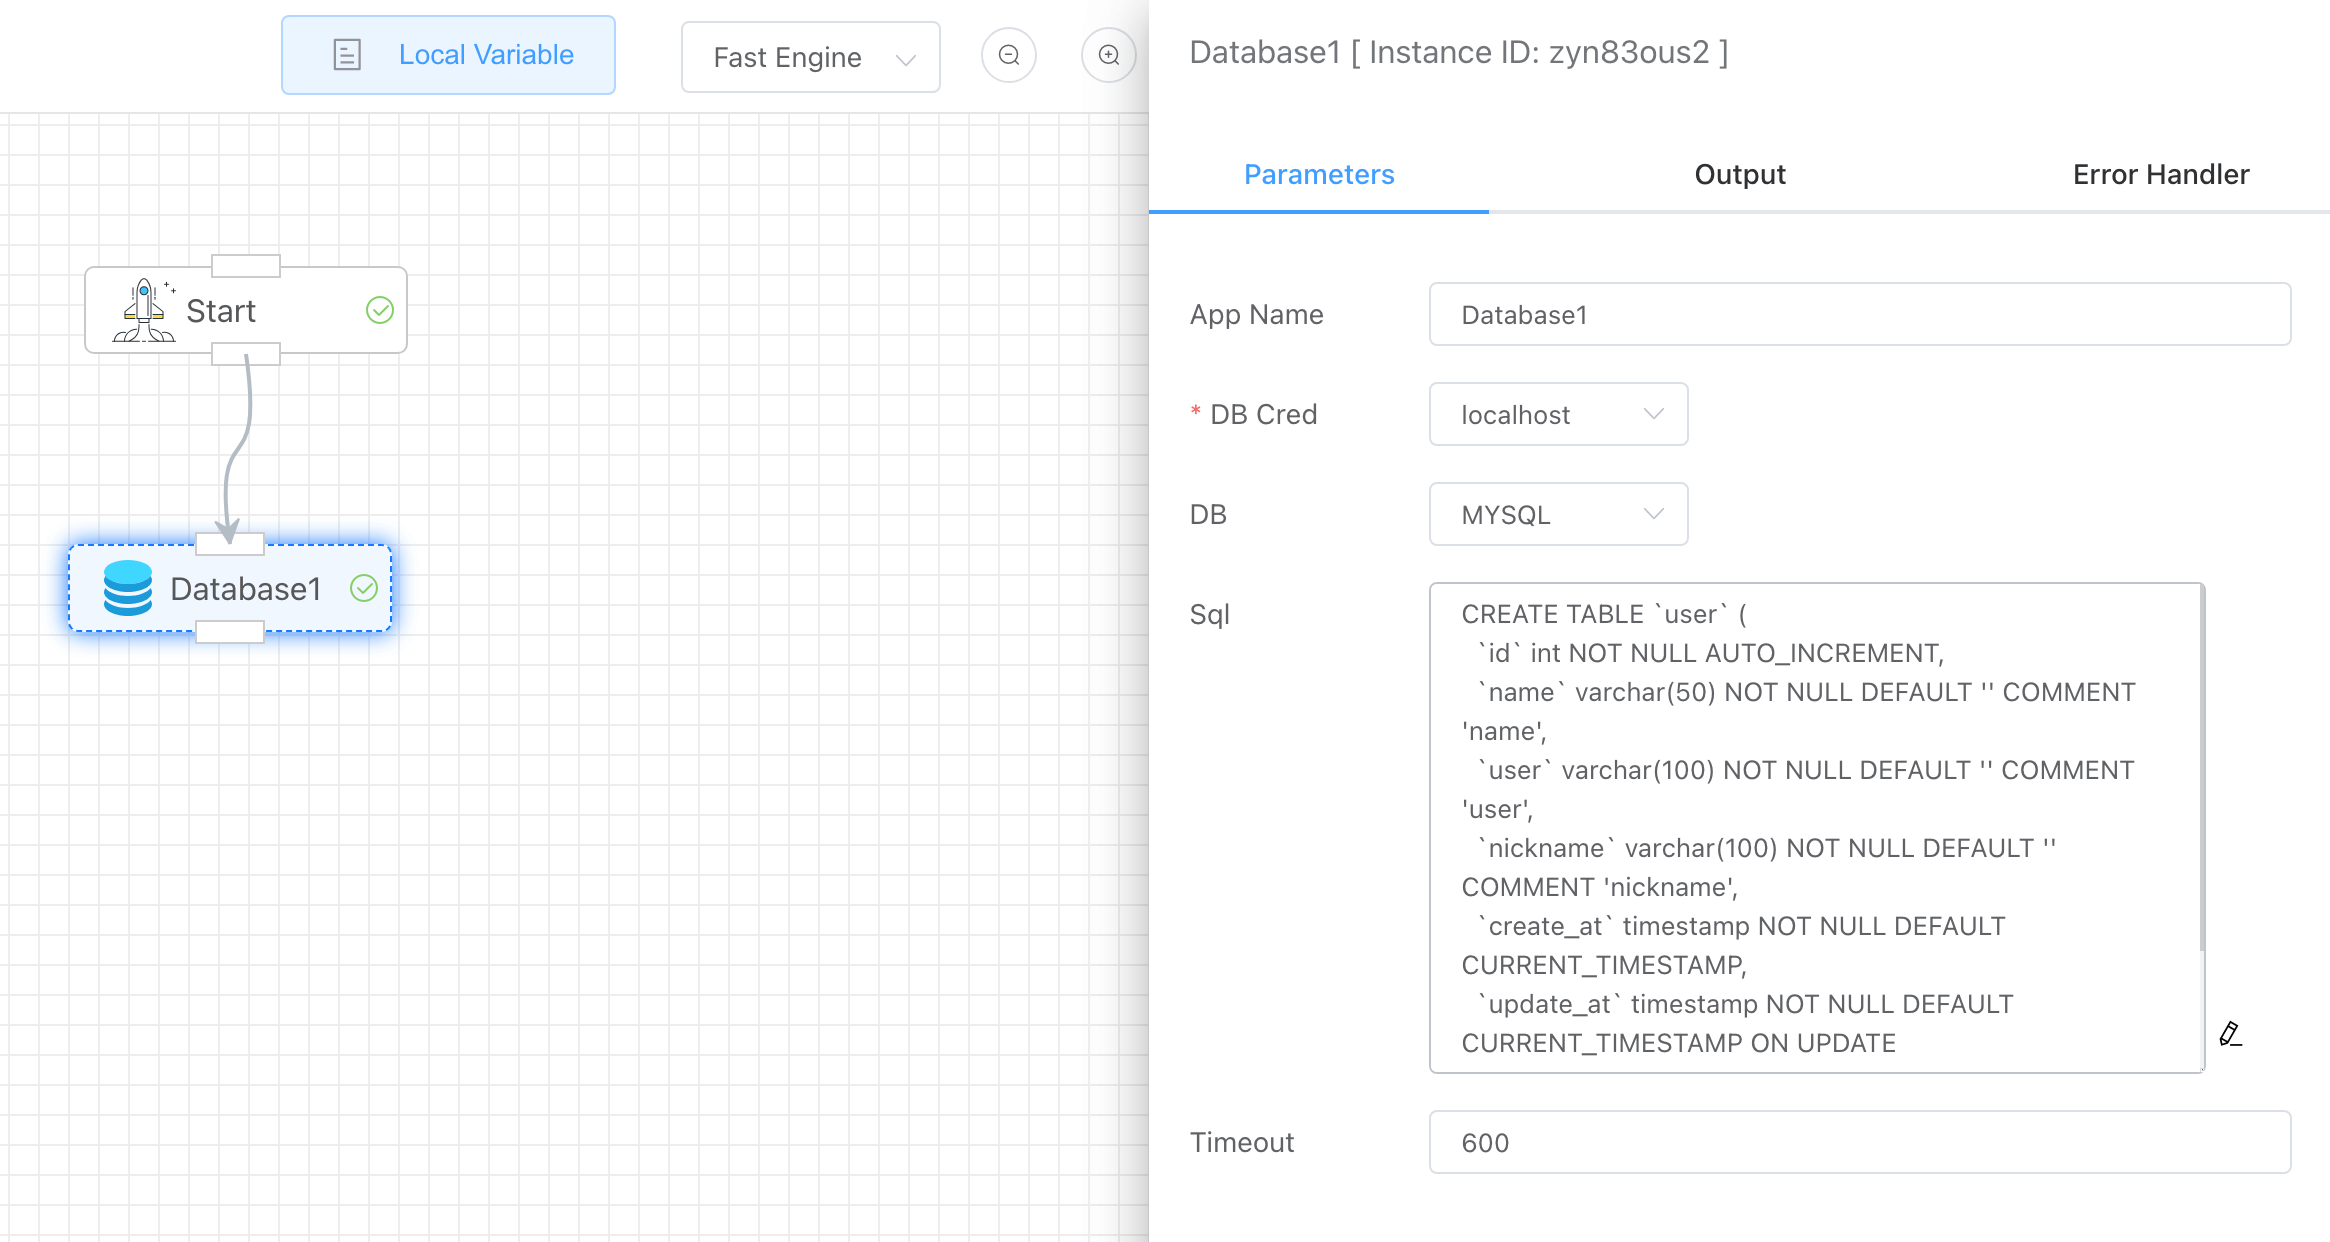 Local Variable
Fast Engine
Start
Database1
Database1 [ Instance ID: zyn83ous2 ]
Parameters
Output
Error Handler
App Name
Database1
* DB Cred
localhost
DB
MYSQL
Sql
CREATE TABLE `user` (
`id` int NOT NULL AUTO_INCREMENT,
`name` varchar(50) NOT NULL DEFAULT '' COMMENT
'name',
`user` varchar(100) NOT NULL DEFAULT '' COMMENT
'user',
`nickname` varchar(100) NOT NULL DEFAULT ''
COMMENT 'nickname',
`create_at` timestamp NOT NULL DEFAULT
CURRENT_TIMESTAMP,
`update_at` timestamp NOT NULL DEFAULT
CURRENT_TIMESTAMP ON UPDATE
Timeout
600